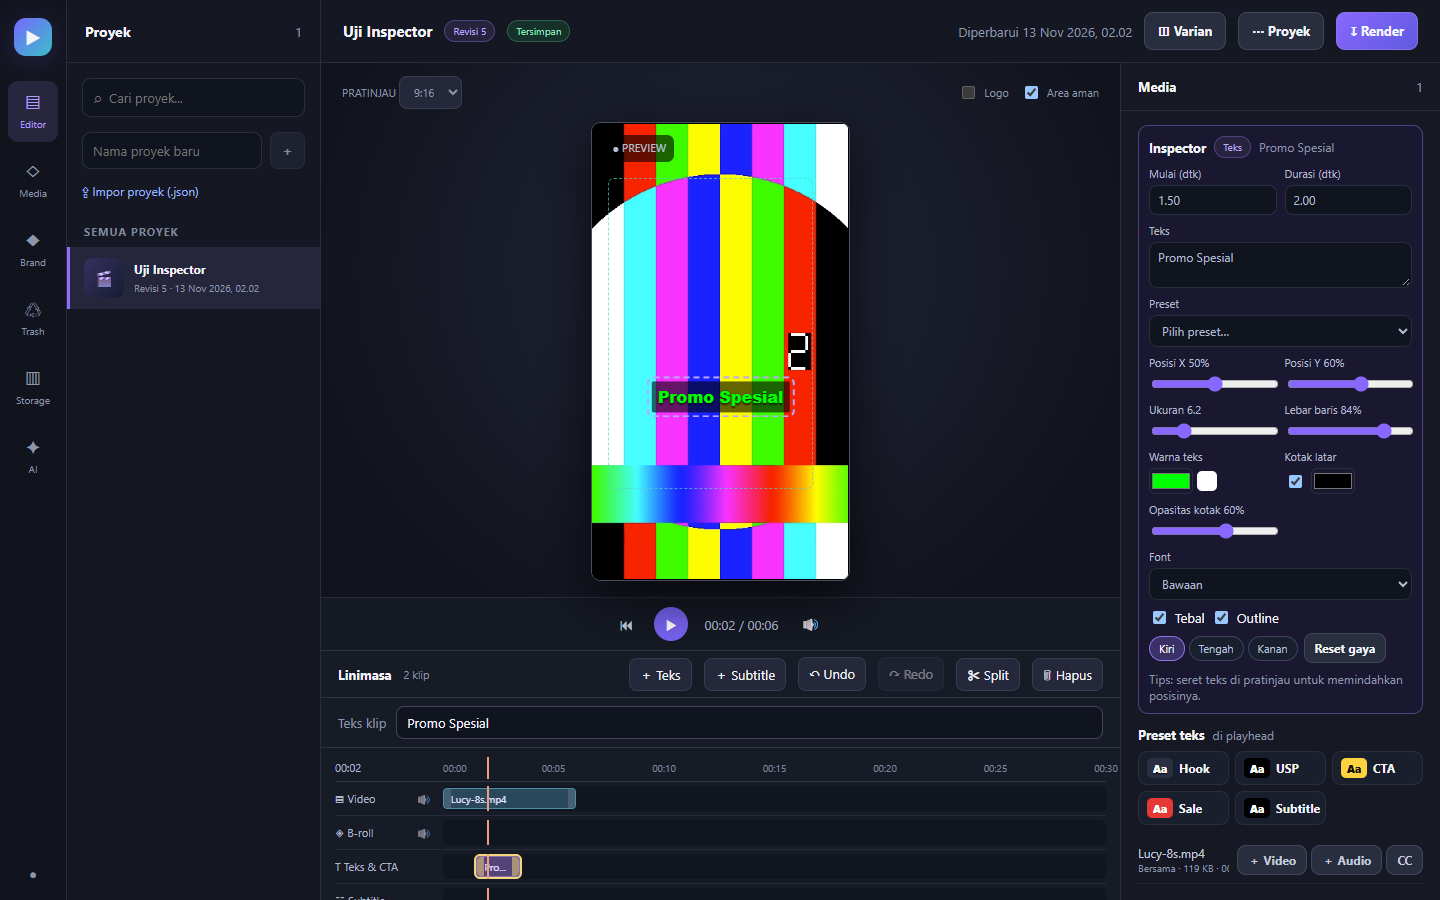 Editor
Media
Brand
Trash
Storage
AI
Proyek 1
Cari proyek...
Nama proyek baru +
Impor proyek (.json)
SEMUA PROYEK
Uji Inspector
Revisi 5 · 13 Nov 2026, 02.02
Uji Inspector Revisi 5 Tersimpan
Diperbarui 13 Nov 2026, 02.02 Varian Proyek Render
PRATINJAU 9:16 Logo Area aman
PREVIEW
2
Promo Spesial
00:02 / 00:06
Linimasa 2 klip + Teks + Subtitle Undo Redo Split Hapus
Teks klip Promo Spesial
00:02 00:00 00:05 00:10 00:15 00:20 00:25 00:30
Video Lucy-8s.mp4
B-roll
T Teks & CTA Pro...
Subtitle
Media 1
Inspector Teks Promo Spesial
Mulai (dtk) Durasi (dtk)
1.50 2.00
Teks
Promo Spesial
Preset
Pilih preset...
Posisi X 50% Posisi Y 60%
Ukuran 6.2 Lebar baris 84%
Warna teks Kotak latar
Opasitas kotak 60%
Font
Bawaan
Tebal Outline
Kiri Tengah Kanan Reset gaya
Tips: seret teks di pratinjau untuk memindahkan
posisinya.
Preset teks di playhead
Aa Hook Aa USP Aa CTA
Aa Sale Aa Subtitle
Lucy-8s.mp4
Bersama · 119 KB ·
+ Video + Audio CC